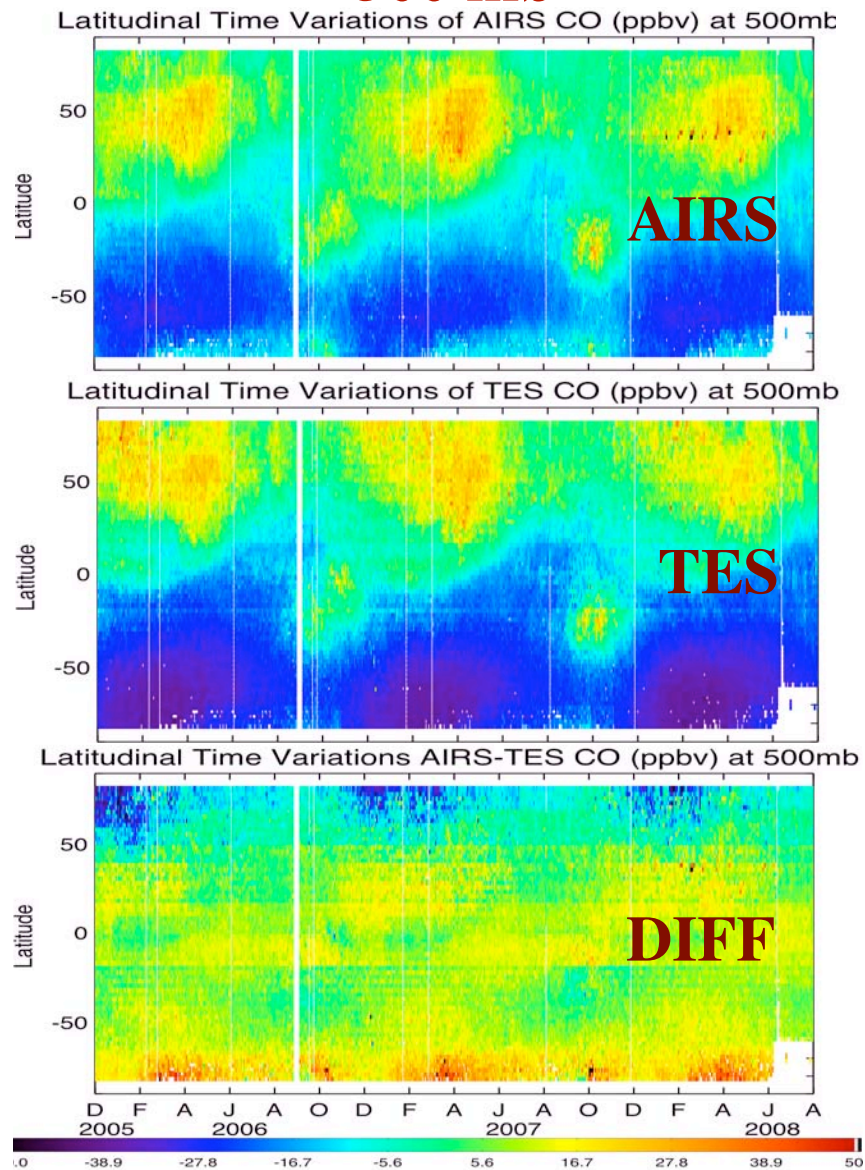 Latitudinal Time Variations of AIRS CO (ppbv) at 500mb
50
0
-50
Latitude
AIRS
Latitudinal Time Variations of TES CO (ppbv) at 500mb
50
0
-50
Latitude
TES
Latitudinal Time Variations AIRS-TES CO (ppbv) at 500mb
50
0
-50
Latitude
DIFF
D F A J A O D F A J A O D F A J A
2005 2006 2007 2008
.0 -38.9 -27.8 -16.7 -5.6 5.6 16.7 27.8 38.9 50